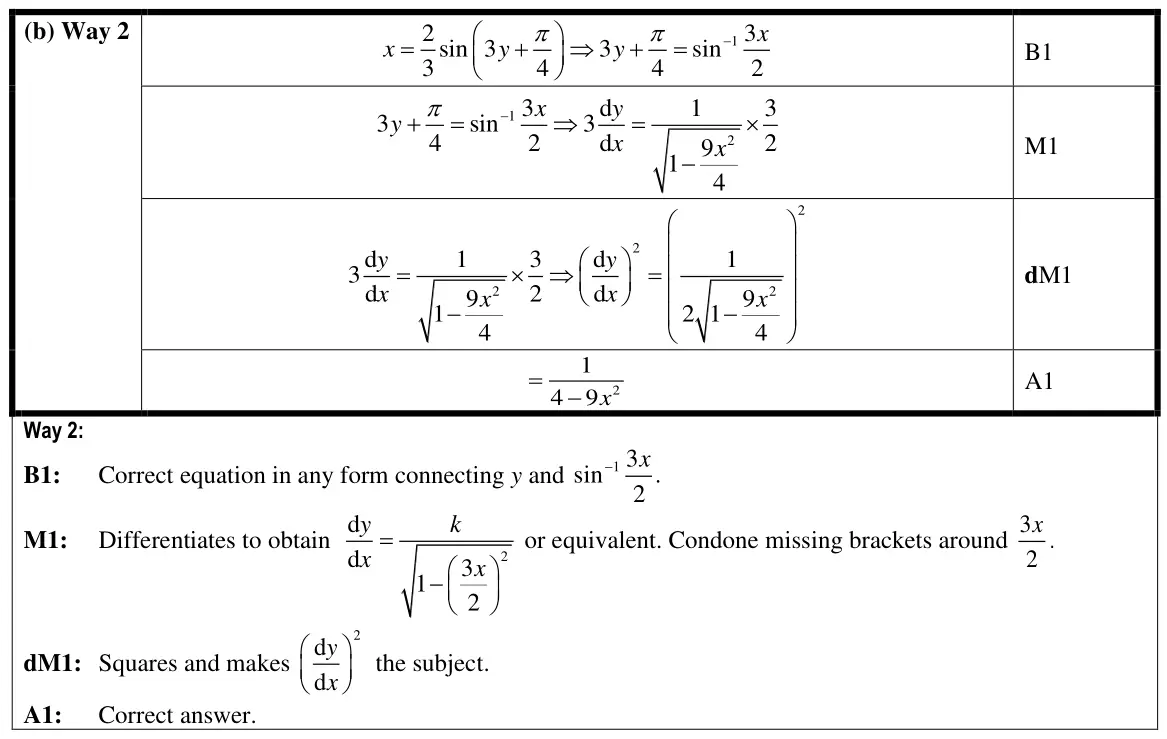 (b) Way 2
x = 2/3 sin(3y + π/4) ⇒ 3y + π/4 = sin⁻¹ 3x/2 B1
3y + π/4 = sin⁻¹ 3x/2 ⇒ 3 dy/dx = 1/√(1 − 9x²/4) × 3/2 M1
3 dy/dx = 1/√(1 − 9x²/4) × 3/2 ⇒ (dy/dx)² = (1/(2√(1 − 9x²/4)))² dM1
= 1/(4 − 9x²) A1
Way 2:
B1: Correct equation in any form connecting y and sin⁻¹ 3x/2.
M1: Differentiates to obtain dy/dx = k/√(1 − (3x/2)²) or equivalent. Condone missing brackets around 3x/2.
dM1: Squares and makes (dy/dx)² the subject.
A1: Correct answer.